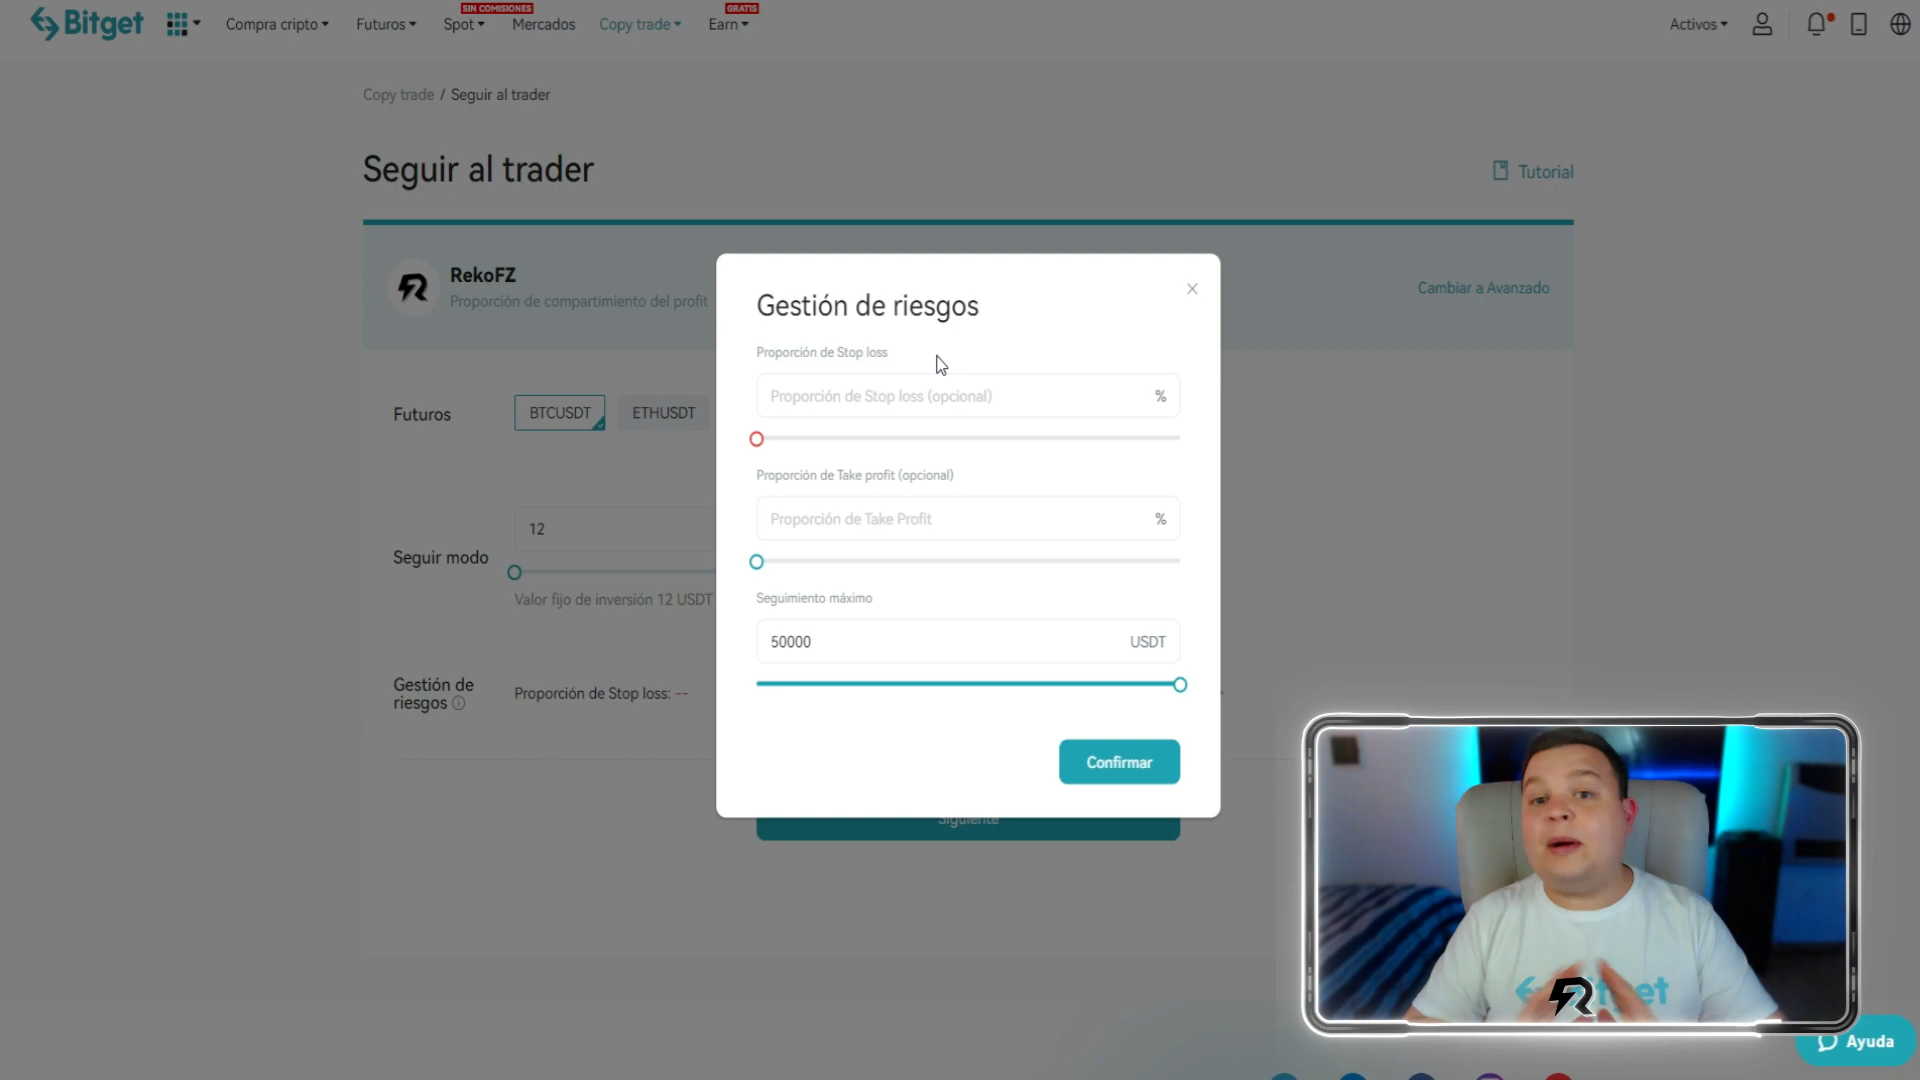 Bitget
Compra cripto
Futuros
SIN COMISIONES
Spot
Mercados
Copy trade
GRATIS
Earn
Activos
Copy trade / Seguir al trader
Seguir al trader
Tutorial
RekoFZ
Proporción de compartimiento del profit
Cambiar a Avanzado
Futuros
BTCUSDT
ETHUSDT
Seguir modo
12
Valor fijo de inversión 12 USDT
Gestión de
riesgos
Proporción de Stop loss: --
Gestión de riesgos
Proporción de Stop loss
Proporción de Stop loss (opcional)
%
Proporción de Take profit (opcional)
Proporción de Take Profit
%
Seguimiento máximo
50000
USDT
Confirmar
Siguiente
Ayuda